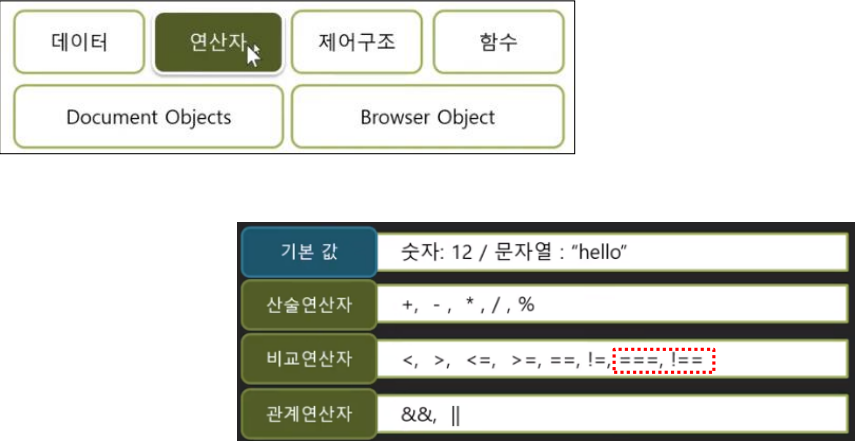 데이터 연산자 제어구조 함수
Document Objects Browser Object
기본 값 숫자: 12 / 문자열 : “hello”
산술연산자 +, - , * , / , %
비교연산자 <, >, <=, >=, ==, !=, ===, !==
관계연산자 &&, ||